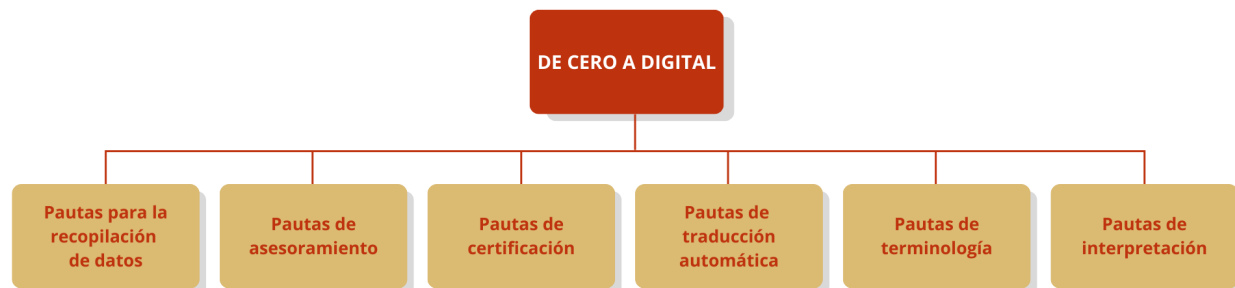 DE CERO A DIGITAL
Pautas para la
recopilación
de datos
Pautas de
asesoramiento
Pautas de
certificación
Pautas de
traducción
automática
Pautas de
terminología
Pautas de
interpretación